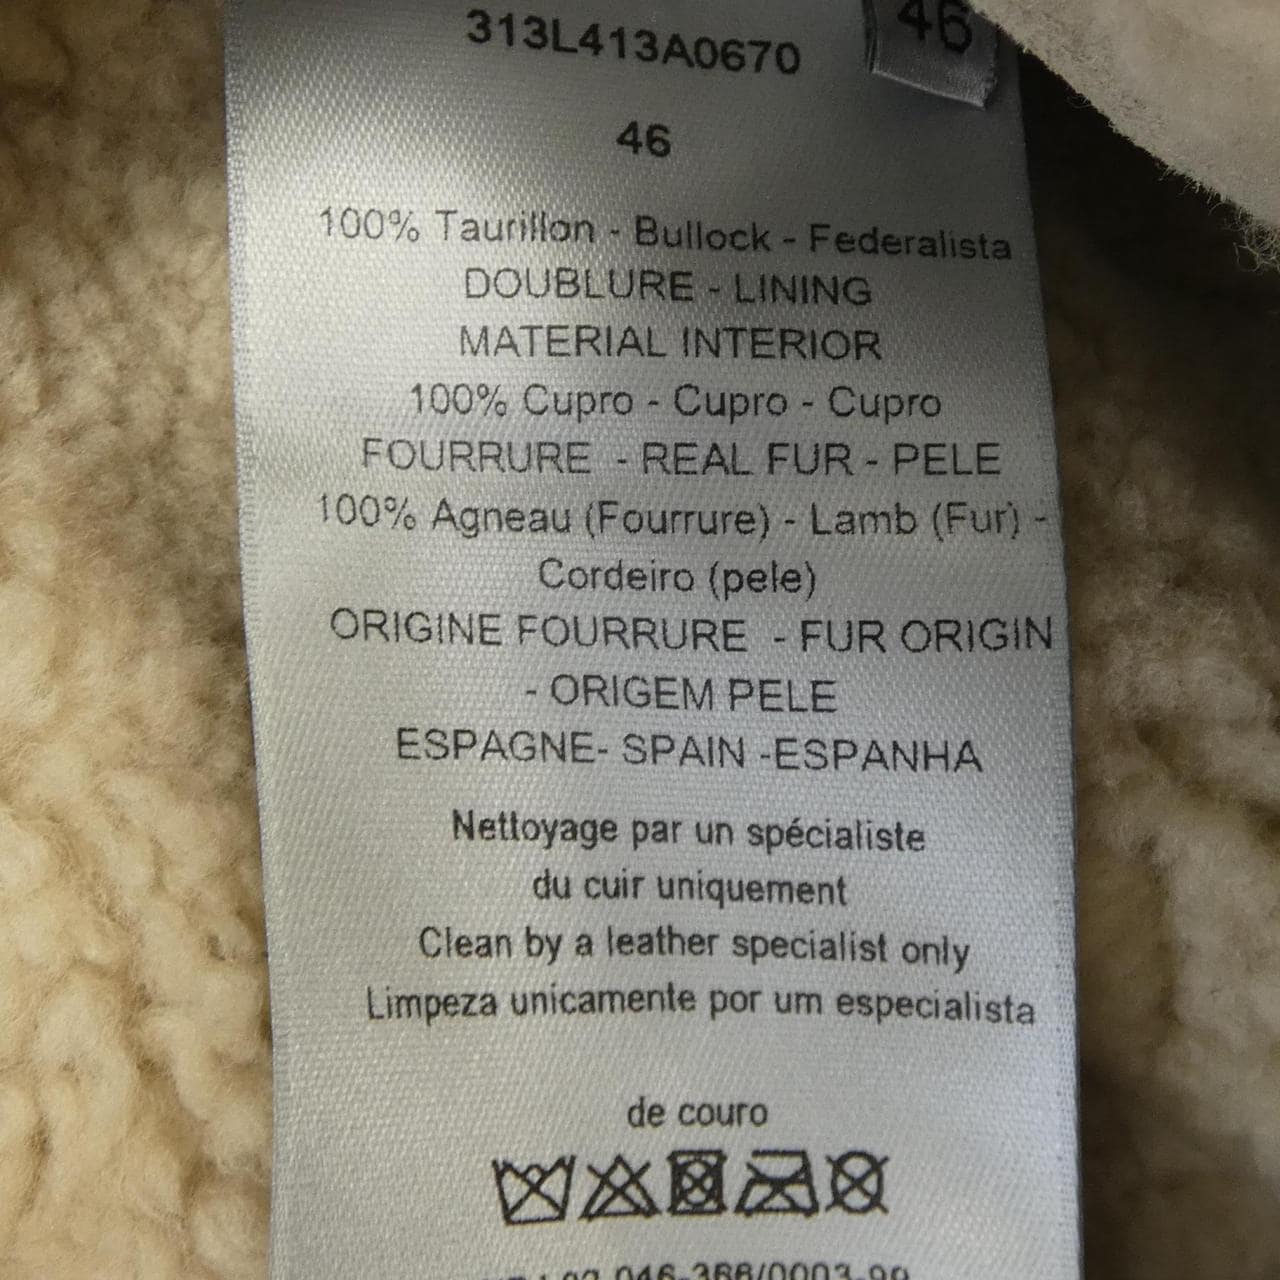 46
313L413A0670
46
100% Taurillon - Bullock - Federalista
DOUBLURE - LINING
MATERIAL INTERIOR
100% Cupro - Cupro - Cupro
FOURRURE - REAL FUR - PELE
100% Agneau (Fourrure) - Lamb (Fur) -
Cordeiro (pele)
ORIGINE FOURRURE - FUR ORIGIN
- ORIGEM PELE
ESPAGNE- SPAIN -ESPANHA
Nettoyage par un spécialiste
du cuir uniquement
Clean by a leather specialist only
Limpeza unicamente por um especialista
de couro